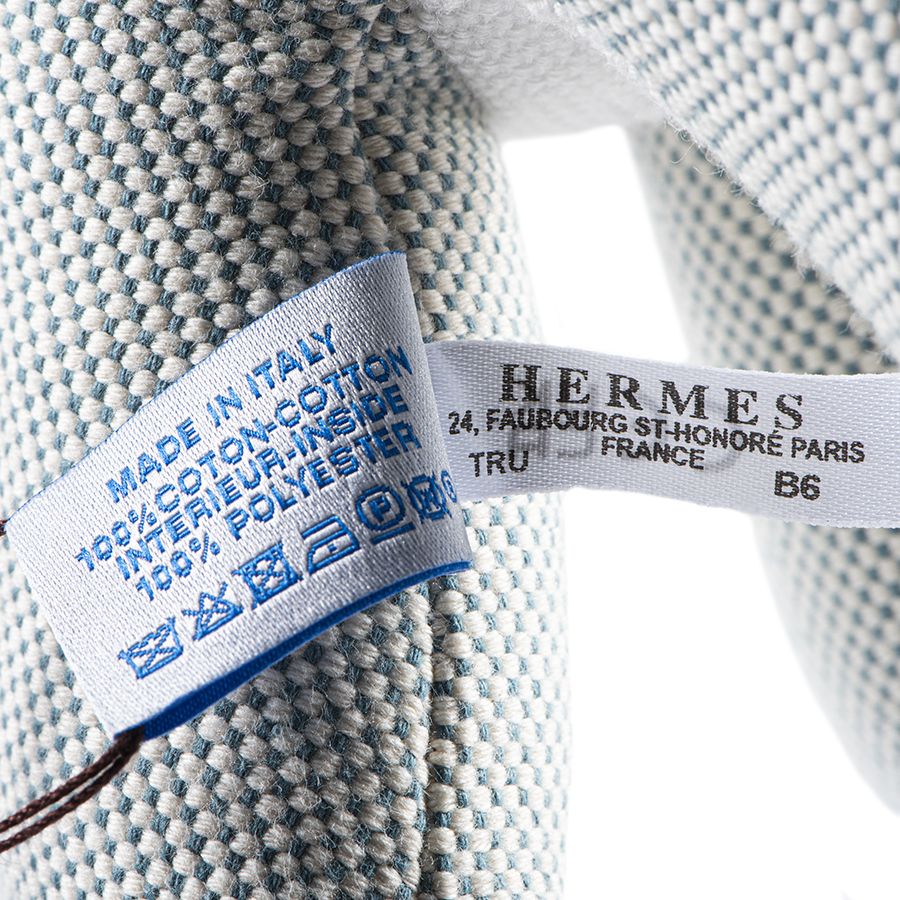 MADE IN ITALY
100% COTON-COTTON
INTERIEUR-INSIDE
100% POLYESTER
HERMES
24, FAUBOURG ST-HONORÉ PARIS
FRANCE
TRU
B6